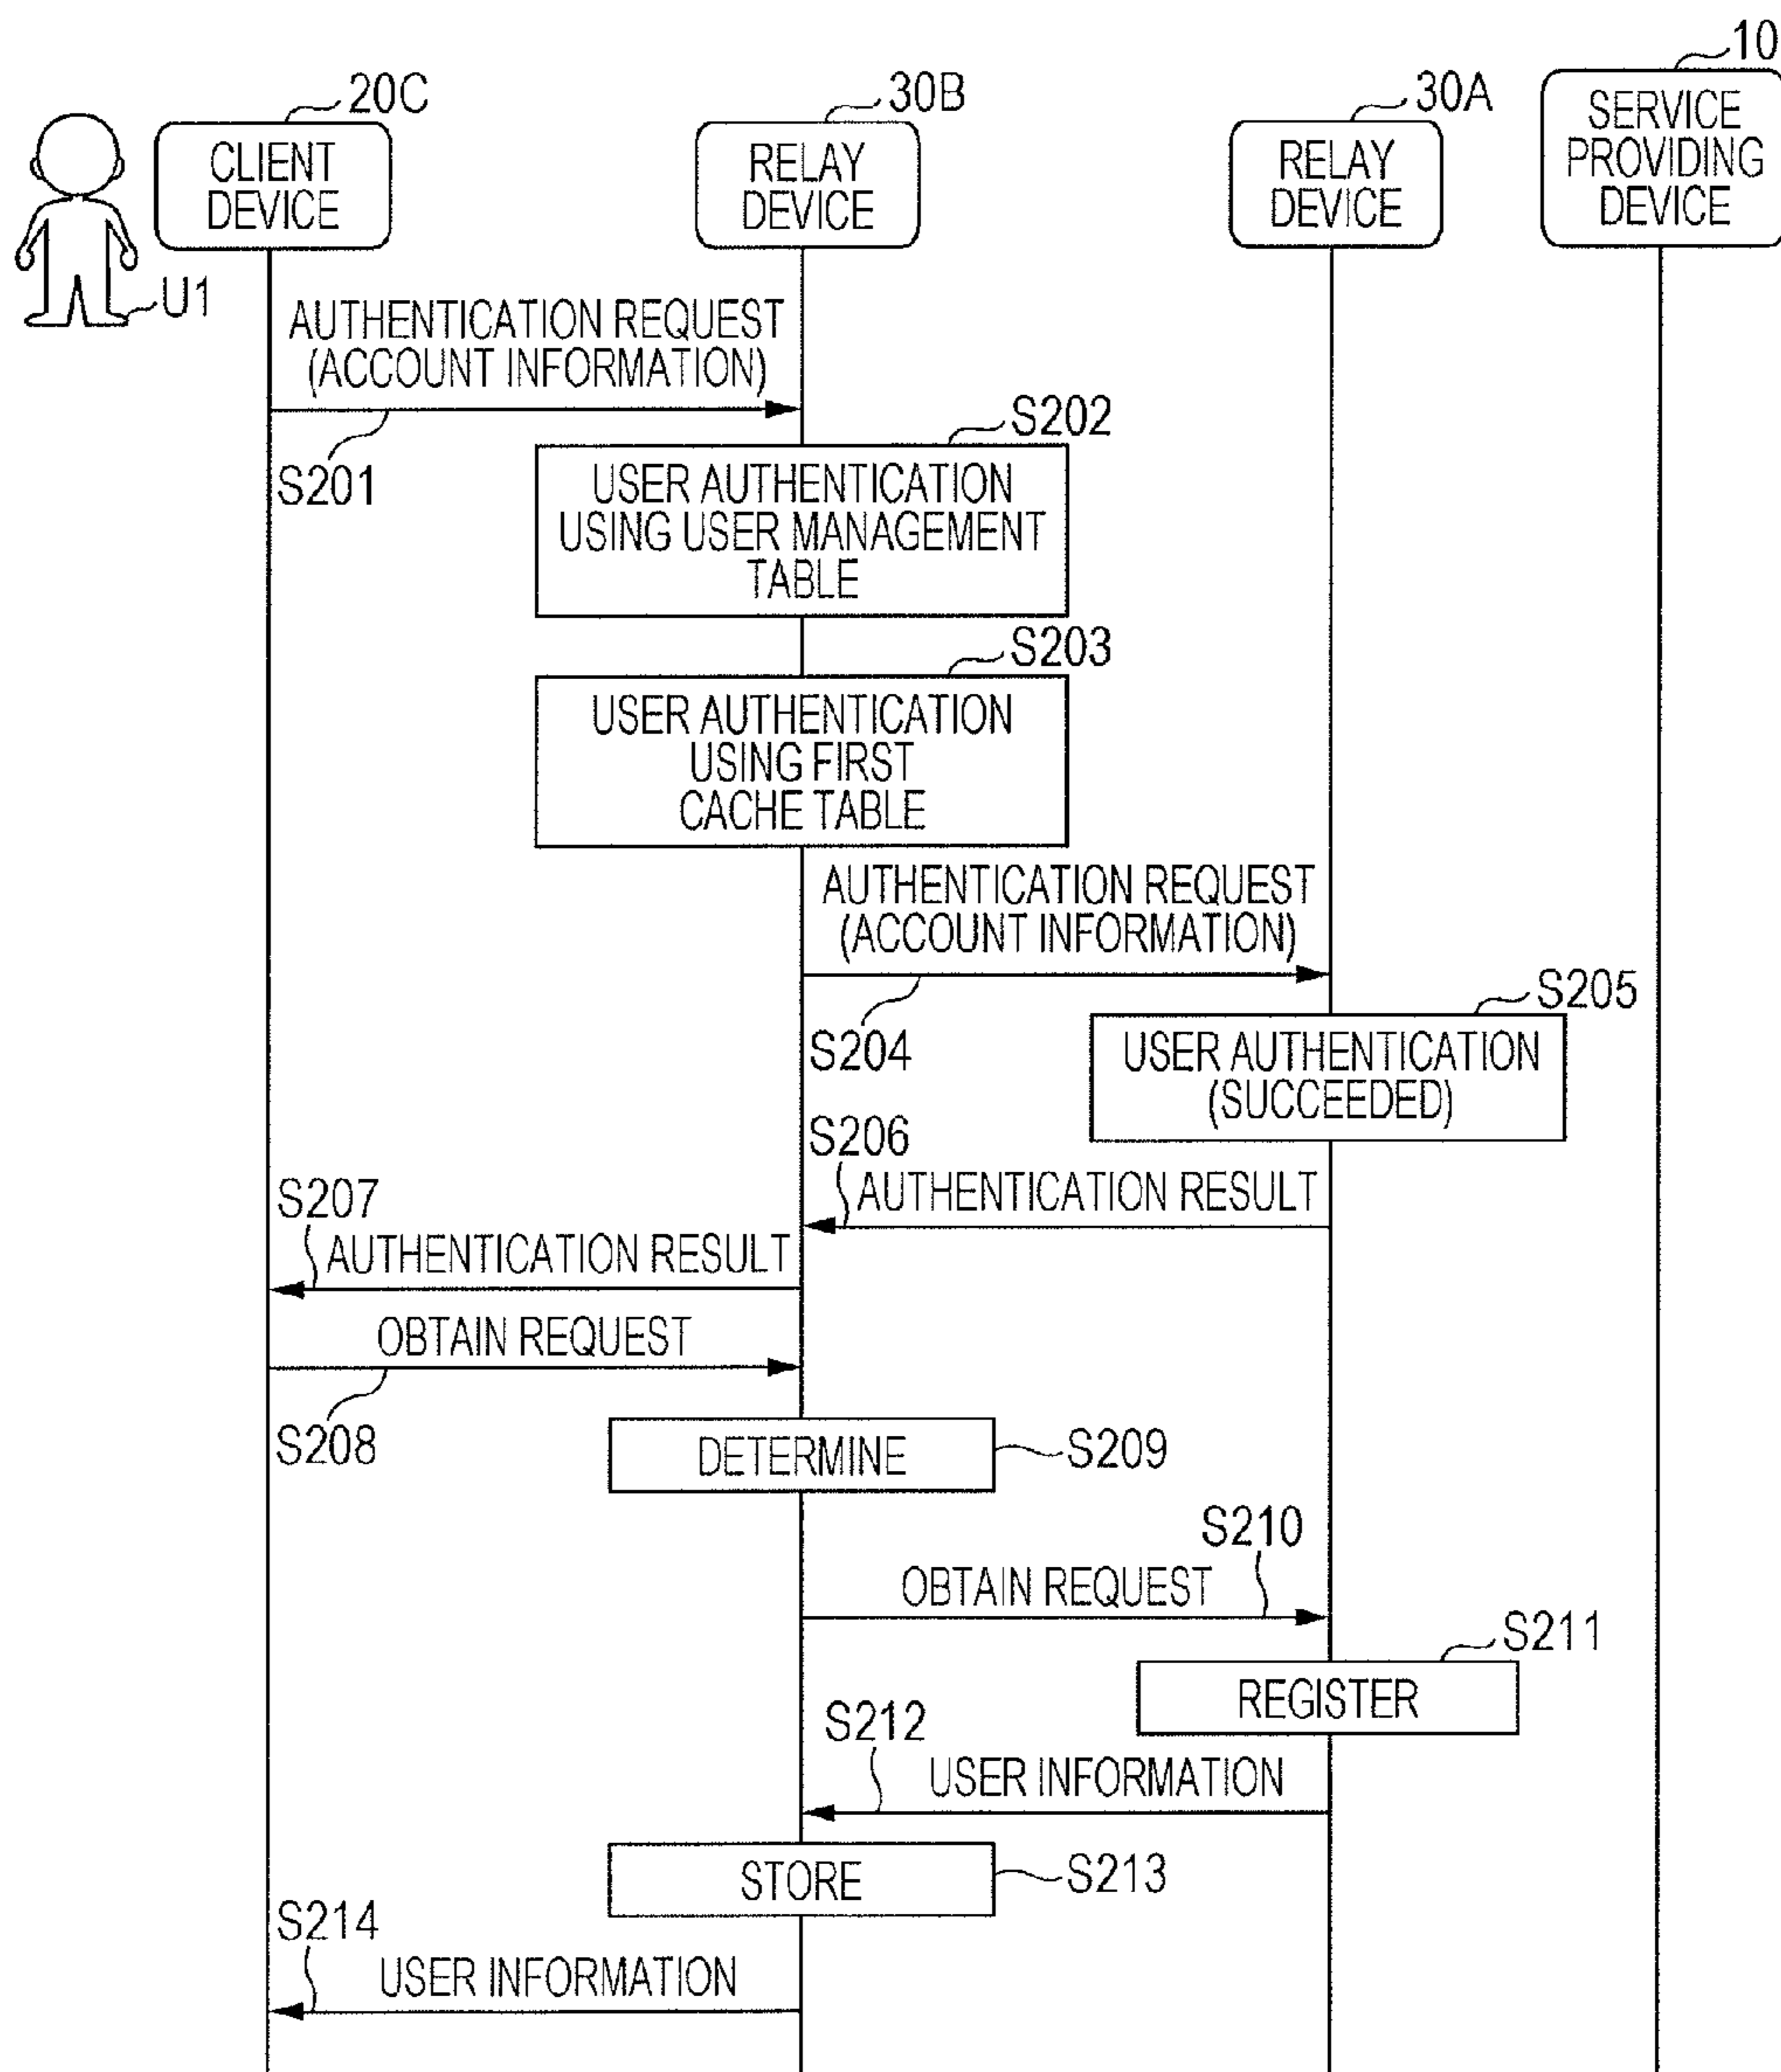 10
20C
30B
30A
CLIENT
DEVICE
RELAY
DEVICE
RELAY
DEVICE
SERVICE
PROVIDING
DEVICE
U1
AUTHENTICATION REQUEST
(ACCOUNT INFORMATION)
S201
S202
USER AUTHENTICATION
USING USER MANAGEMENT
TABLE
S203
USER AUTHENTICATION
USING FIRST
CACHE TABLE
AUTHENTICATION REQUEST
(ACCOUNT INFORMATION)
S204
S205
USER AUTHENTICATION
(SUCCEEDED)
S206
AUTHENTICATION RESULT
S207
AUTHENTICATION RESULT
OBTAIN REQUEST
S208
DETERMINE
S209
S210
OBTAIN REQUEST
S211
REGISTER
S212
USER INFORMATION
STORE
S213
S214
USER INFORMATION